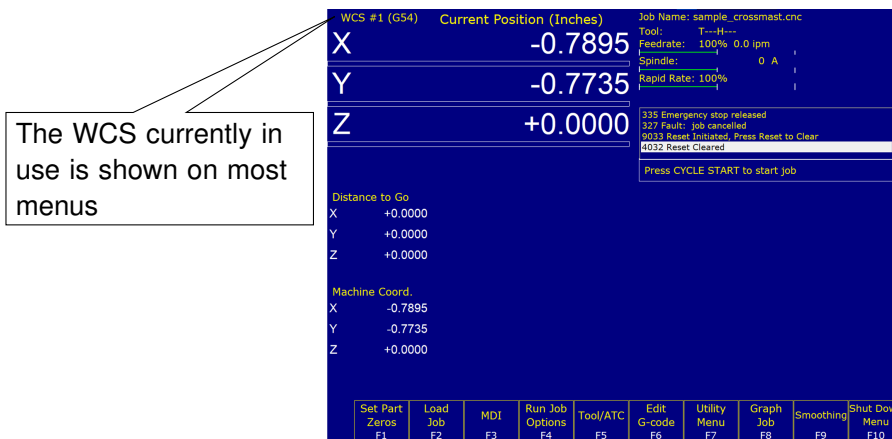 The WCS currently in
use is shown on most
menus
WCS #1 (G54) Current Position (Inches)
X -0.7895
Y -0.7735
Z +0.0000
Job Name: sample_crossmast.cnc
Tool: T---H---
Feedrate: 100% 0.0 ipm
Spindle: 0 A
Rapid Rate: 100%
335 Emergency stop released
327 Fault: job cancelled
9033 Reset Initiated, Press Reset to Clear
4032 Reset Cleared
Press CYCLE START to start job
Distance to Go
X +0.0000
Y +0.0000
Z +0.0000
Machine Coord.
X -0.7895
Y -0.7735
Z +0.0000
Set Part
Zeros
F1
Load
Job
F2
MDI
F3
Run Job
Options
F4
Tool/ATC
F5
Edit
G-code
F6
Utility
Menu
F7
Graph
Job
F8
Smoothing
F9
Shut Dow
Menu
F10